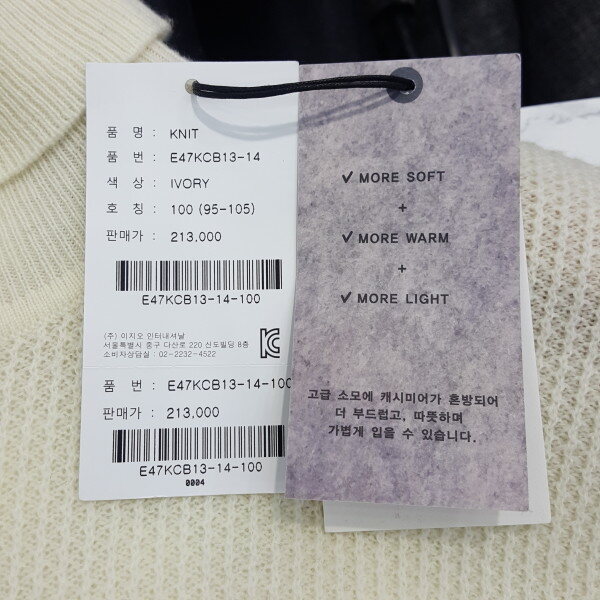 품 명 : KNIT
품 번 : E47KCB13-14
색 상 : IVORY
호 칭 : 100 (95-105)
판매가 : 213,000
E47KCB13-14-100
(주) 이지오 인터내셔날
서울특별시 중구 다산로 220 신도빌딩 8층
소비자상담실 : 02-2232-4522
품 번 : E47KCB13-14-100
판매가 : 213,000
E47KCB13-14-100
0004
✓ MORE SOFT
+
✓ MORE WARM
+
✓ MORE LIGHT
고급 소모에 캐시미어가 혼방되어
더 부드럽고, 따뜻하며
가볍게 입을 수 있습니다.